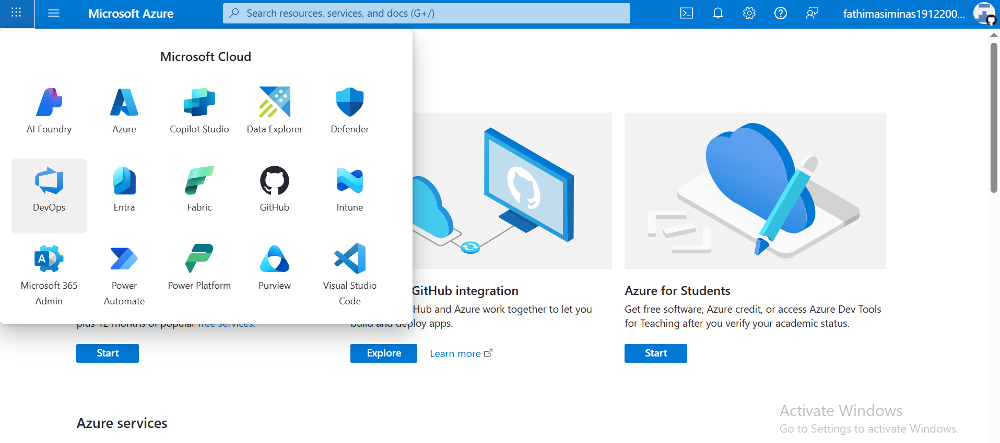 Microsoft Azure
Search resources, services, and docs (G+/)
fathimasiminas1912200...
Microsoft Cloud
AI Foundry
Azure
Copilot Studio
Data Explorer
Defender
DevOps
Entra
Fabric
GitHub
Intune
A
Microsoft 365
Admin
Power
Automate
Power Platform
Purview
Visual Studio
Code
GitHub integration
Hub and Azure work together to let you
build and deploy apps.
Explore
Learn more
Azure for Students
Get free software, Azure credit, or access Azure Dev Tools
for Teaching after you verify your academic status.
Start
plus 12 months of popular free services.
Start
Azure services
Activate Windows
Go to Settings to activate Windows.